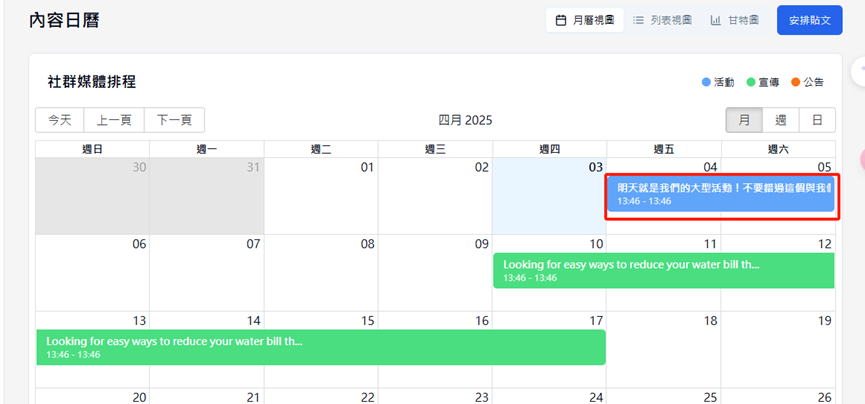 內容日曆
月曆視圖 列表視圖 甘特圖 安排貼文
社群媒體排程
活動 宣傳 公告
今天 上一頁 下一頁 四月 2025 月 週 日
週日 週一 週二 週三 週四 週五 週六
30 31 01 02 03 04 05
明天就是我們的大型活動！不要錯過這個與我們
13:46 - 13:46
06 07 08 09 10 11 12
Looking for easy ways to reduce your water bill th...
13:46 - 13:46
13 14 15 16 17 18 19
Looking for easy ways to reduce your water bill th...
13:46 - 13:46
20 21 22 23 24 25 26